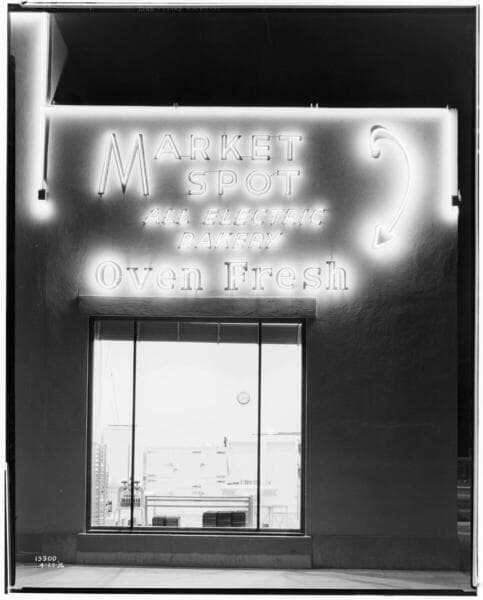 MARKET
SPOT
ALL ELECTRIC
BAKERY
Oven Fresh
13300